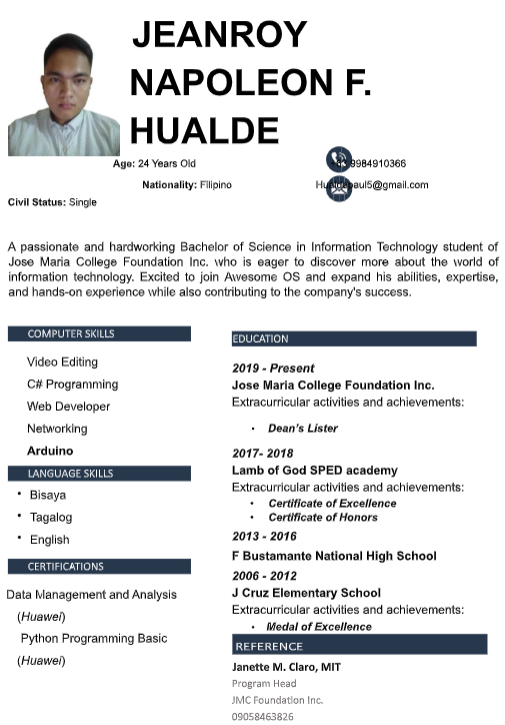 JEANROY
NAPOLEON F.
HUALDE
Age: 24 Years Old
9984910366
Nationality: Filipino
Civil Status: Single
A passionate and hardworking Bachelor of Science in Information Technology student of
Jose Maria College Foundation Inc. who is eager to discover more about the world of
information technology. Excited to join Awesome OS and expand his abilities, expertise,
and hands-on experience while also contributing to the company's success.
COMPUTER SKILLS
Video Editing
C# Programming
Web Developer
Networking
Arduino
LANGUAGE SKILLS
• Bisaya
• Tagalog
• English
CERTIFICATIONS
Data Management and Analysis
(Huawei)
Python Programming Basic
(Huawei)
EDUCATION
2019 - Present
Jose Maria College Foundation Inc.
Extracurricular activities and achievements:
• Dean's Lister
2017- 2018
Lamb of God SPED academy
Extracurricular activities and achievements:
• Certificate of Excellence
• Certificate of Honors
2013 - 2016
F Bustamante National High School
2006 - 2012
J Cruz Elementary School
Extracurricular activities and achievements:
• Medal of Excellence
REFERENCE
Janette M. Claro, MIT
Program Head
JMC Foundation Inc.
09058463826